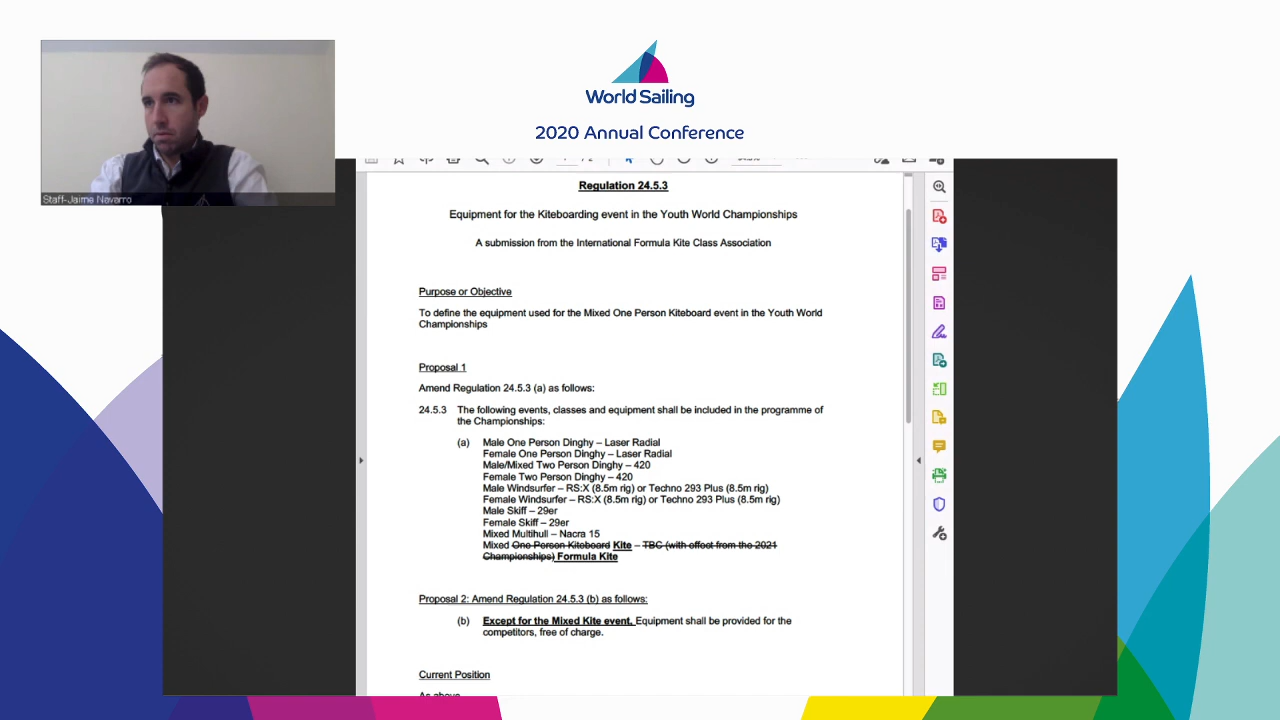 World Sailing
2020 Annual Conference
Staff-Jaime Navarro
Regulation 24.5.3
Equipment for the Kiteboarding event in the Youth World Championships
A submission from the International Formula Kite Class Association
Purpose or Objective
To define the equipment used for the Mixed One Person Kiteboard event in the Youth World
Championships
Proposal 1
Amend Regulation 24.5.3 (a) as follows:
24.5.3 The following events, classes and equipment shall be included in the programme of
the Championships:
(a) Male One Person Dinghy – Laser Radial
Female One Person Dinghy – Laser Radial
Male/Mixed Two Person Dinghy – 420
Female Two Person Dinghy – 420
Male Windsurfer – RS:X (8.5m rig) or Techno 293 Plus (8.5m rig)
Female Windsurfer – RS:X (8.5m rig) or Techno 293 Plus (8.5m rig)
Male Skiff – 29er
Female Skiff – 29er
Mixed Multihull – Nacra 15
Mixed One Person Kiteboard Kite – TBC (with effect from the 2021
Championships) Formula Kite
Proposal 2: Amend Regulation 24.5.3 (b) as follows:
(b) Except for the Mixed Kite event, Equipment shall be provided for the
competitors, free of charge.
Current Position
As above